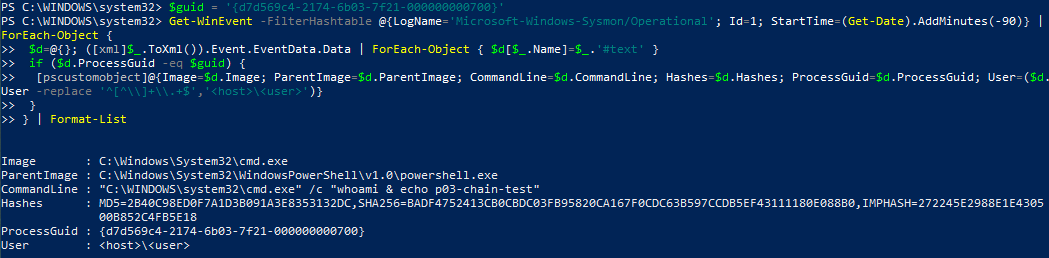 PS C:\WINDOWS\system32> $guid = '{d7d569c4-2174-6b03-7f21-000000000700}'
PS C:\WINDOWS\system32> Get-WinEvent -FilterHashtable @{LogName='Microsoft-Windows-Sysmon/Operational'; Id=1; StartTime=(Get-Date).AddMinutes(-90)} |
ForEach-Object {
>>  $d=@{}; ([xml]$_.ToXml()).Event.EventData.Data | ForEach-Object { $d[$_.Name]=$_.'#text' }
>>  if ($d.ProcessGuid -eq $guid) {
>>   [pscustomobject]@{Image=$d.Image; ParentImage=$d.ParentImage; CommandLine=$d.CommandLine; Hashes=$d.Hashes; ProcessGuid=$d.ProcessGuid; User=($d.
User -replace '^[^\\]+\\.+$','<host>\<user>')}
>>  }
>> } | Format-List
Image         : C:\Windows\System32\cmd.exe
ParentImage : C:\Windows\System32\WindowsPowerShell\v1.0\powershell.exe
CommandLine : "C:\WINDOWS\system32\cmd.exe" /c "whoami & echo p03-chain-test"
Hashes        : MD5=2B40C98ED0F7A1D3B091A3E8353132DC,SHA256=BADF4752413CB0CBDC03FB95820CA167F0CDC63B597CCDB5EF43111180E088B0,IMPHASH=272245E2988E1E4305
00B852C4FB5E18
ProcessGuid : {d7d569c4-2174-6b03-7f21-000000000700}
User          : <host>\<user>